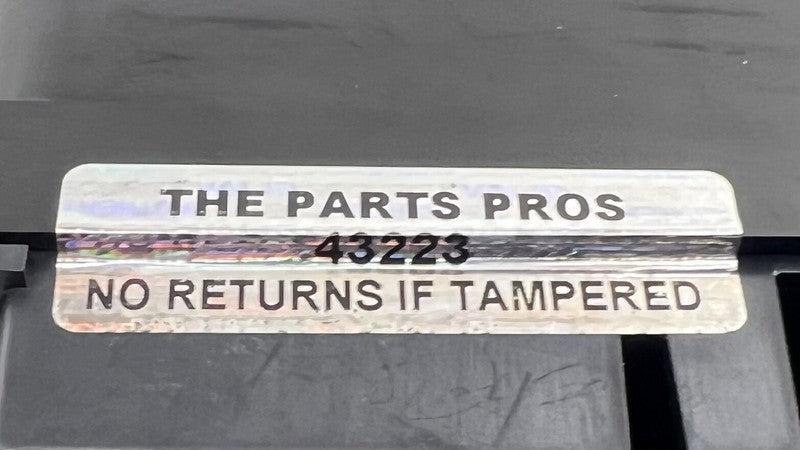 THE PARTS PROS
43223
NO RETURNS IF TAMPERED